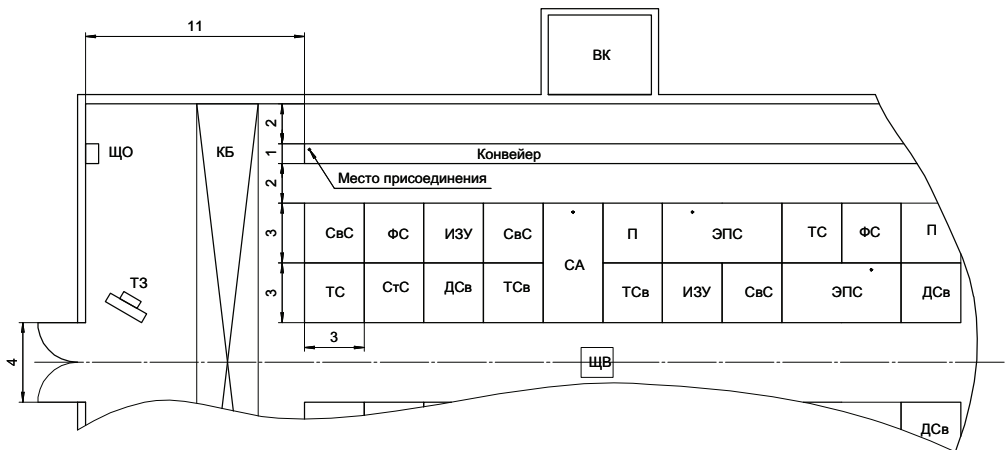 11
ВК
ЩО
КБ
2
1
2
3
3
Конвейер
Место присоединения
СвС
ФС
ИЗУ
СвС
СА
П
ЭПС
ТС
ФС
П
ТЗ
ТС
СтС
ДСв
ТСв
ТСв
ИЗУ
СвС
ЭПС
ДСв
3
4
ЩВ
ДСв